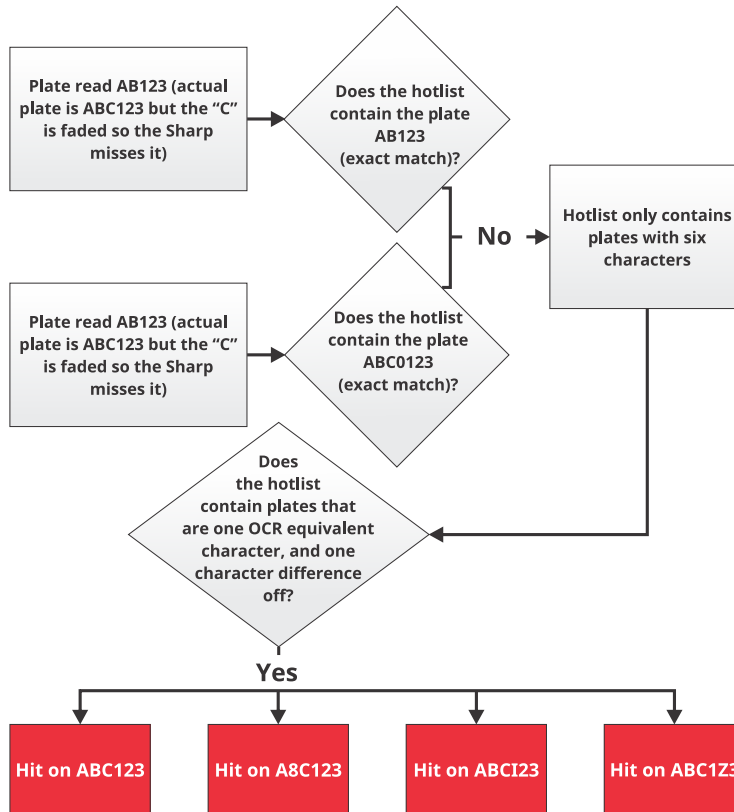 Plate read AB123 (actual
plate is ABC123 but the “C”
is faded so the Sharp
misses it)
Does the hotlist
contain the plate
AB123
(exact match)?
No
Hotlist only contains
plates with six
characters
Plate read AB123 (actual
plate is ABC123 but the “C”
is faded so the Sharp
misses it)
Does the hotlist
contain the plate
ABC0123
(exact match)?
Does
the hotlist
contain plates that
are one OCR equivalent
character, and one
character difference
off?
Yes
Hit on ABC123
Hit on A8C123
Hit on ABCI23
Hit on ABC1Z3